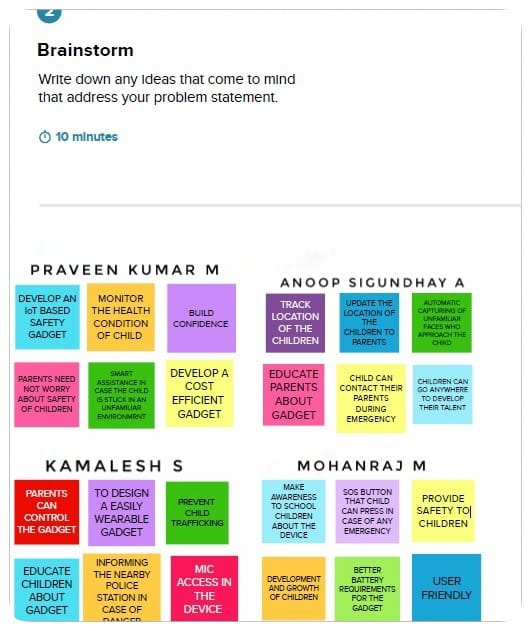 2
Brainstorm
Write down any ideas that come to mind
that address your problem statement.
10 minutes
PRAVEEN KUMAR M
DEVELOP AN
IoT BASED
SAFETY
GADGET
MONITOR
THE HEALTH
CONDITION
OF CHILD
BUILD
CONFIDENCE
PARENTS NEED
NOT WORRY
ABOUT SAFETY
OF CHILDREN
SMART
ASSISTANCE IN
CASE THE CHILD
IS STUCK IN AN
UNFAMILIAR
ENVIRONMRNT
DEVELOP A
COST
EFFICIENT
GADGET
ANOOP SIGUNDHAY A
TRACK
LOCATION
OF THE
CHILDREN
UPDATE THE
LOCATION OF
THE
CHILDREN TO
PARENTS
AUTOMATIC
CAPTURING OF
UNFAMILIAR
FACES WHO
APPROACH THE
CHIKD
EDUCATE
PARENTS
ABOUT
GADGET
CHILD CAN
CONTACT THEIR
PARENTS
DURING
EMERGENCY
CHILDREN CAN
GO ANYWHERE
TO DEVELOP
THEIR TALENT
KAMALESH S
PARENTS
CAN
CONTROL
THE GADGET
TO DESIGN
A EASILY
WEARABLE
GADGET
PREVENT
CHILD
TRAFFICKING
EDUCATE
CHILDREN
ABOUT
GADGET
INFORMING
THE NEARBY
POLICE
STATION IN
CASE OF
DANGER
MIC
ACCESS IN
THE
DEVICE
MOHANRAJ M
MAKE
AWARENESS
TO SCHOOL
CHILDREN
ABOUT THE
DEVICE
SOS BUTTON
THAT CHILD
CAN PRESS IN
CASE OF ANY
EMERGENCY
PROVIDE
SAFETY TO
CHILDREN
DEVELOPMENT
AND GROWTH
OF CHILDREN
BETTER
BATTERY
REQUIREMENTS
FOR THE
GADGET
USER
FRIENDLY